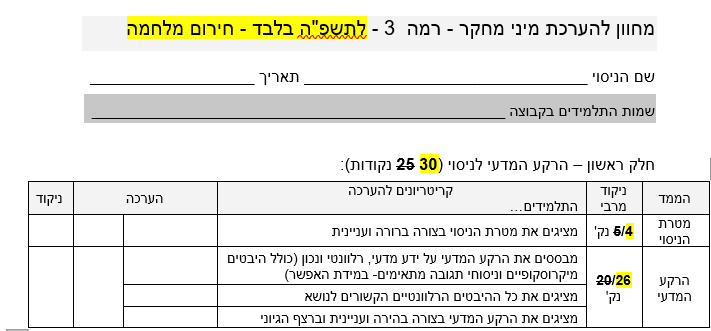 מחוון להערכת מיני מחקר - רמה 3 - לתשפ"ה בלבד - חירום מלחמה
שם הניסוי ________________ תאריך ________________
שמות התלמידים בקבוצה ________________
חלק ראשון – הרקע המדעי לניסוי (30 25 נקודות):
הממד
ניקוד מרבי
קריטריונים להערכה
התלמידים...
הערכה
ניקוד
מטרת הניסוי
5/4 נק'
מציגים את מטרת הניסוי בצורה ברורה ועניינית
הרקע המדעי
20/26 נק'
מבססים את הרקע המדעי על ידע מדעי, רלוונטי ונכון (כולל היבטים
מיקרוסקופיים וניסוחי תגובה מתאימים- במידת האפשר)
מציגים את כל ההיבטים הרלוונטיים הקשורים לנושא
מציגים את הרקע המדעי בצורה בהירה ועניינית וברצף הגיוני